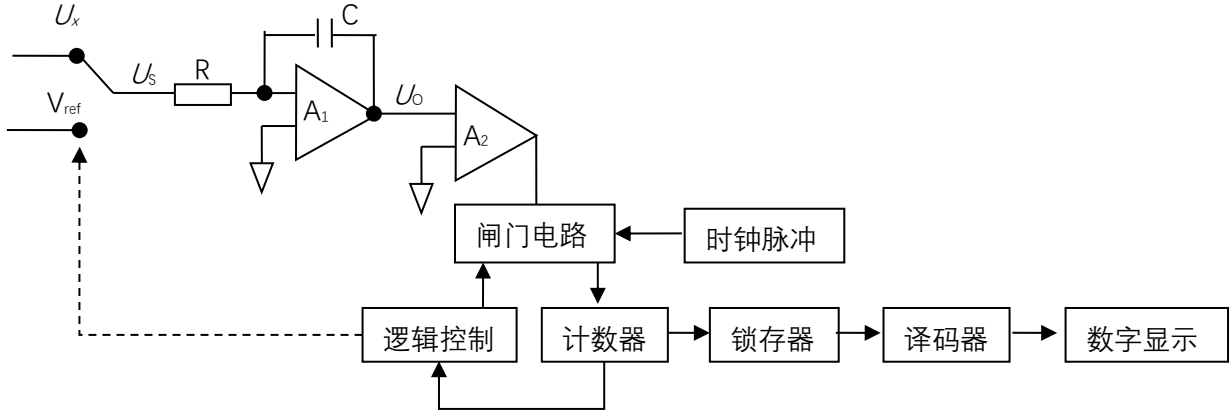 Ux
C
US
R
Vref
A1
UO
A2
闸门电路
时钟脉冲
逻辑控制
计数器
锁存器
译码器
数字显示